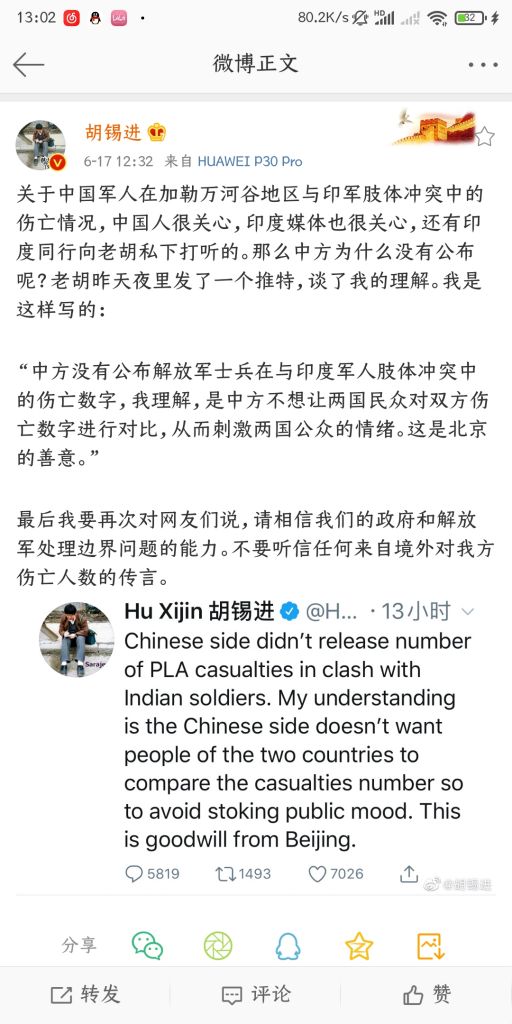 13:02
80.2K/s
HD
32
微博正文
胡锡进
6-17 12:32 来自 HUAWEI P30 Pro
关于中国军人在加勒万河谷地区与印军肢体冲突中的
伤亡情况，中国人很关心，印度媒体也很关心，还有印
度同行向老胡私下打听的。那么中方为什么没有公布
呢？老胡昨天夜里发了一个推特，谈了我的理解。我是
这样写的：
“中方没有公布解放军士兵在与印度军人肢体冲突中
的伤亡数字，我理解，是中方不想让两国民众对双方伤
亡数字进行对比，从而刺激两国公众的情绪。这是北京
的善意。”
最后我要再次对网友们说，请相信我们的政府和解放
军处理边界问题的能力。不要听信任何来自境外对我方
伤亡人数的传言。
Hu Xijin 胡锡进 @H... · 13小时
Saraje
Chinese side didn’t release number
of PLA casualties in clash with
Indian soldiers. My understanding
is the Chinese side doesn’t want
people of the two countries to
compare the casualties number so
to avoid stoking public mood. This
is goodwill from Beijing.
5819 1493 7026
@胡锡进
分享
转发 评论 赞